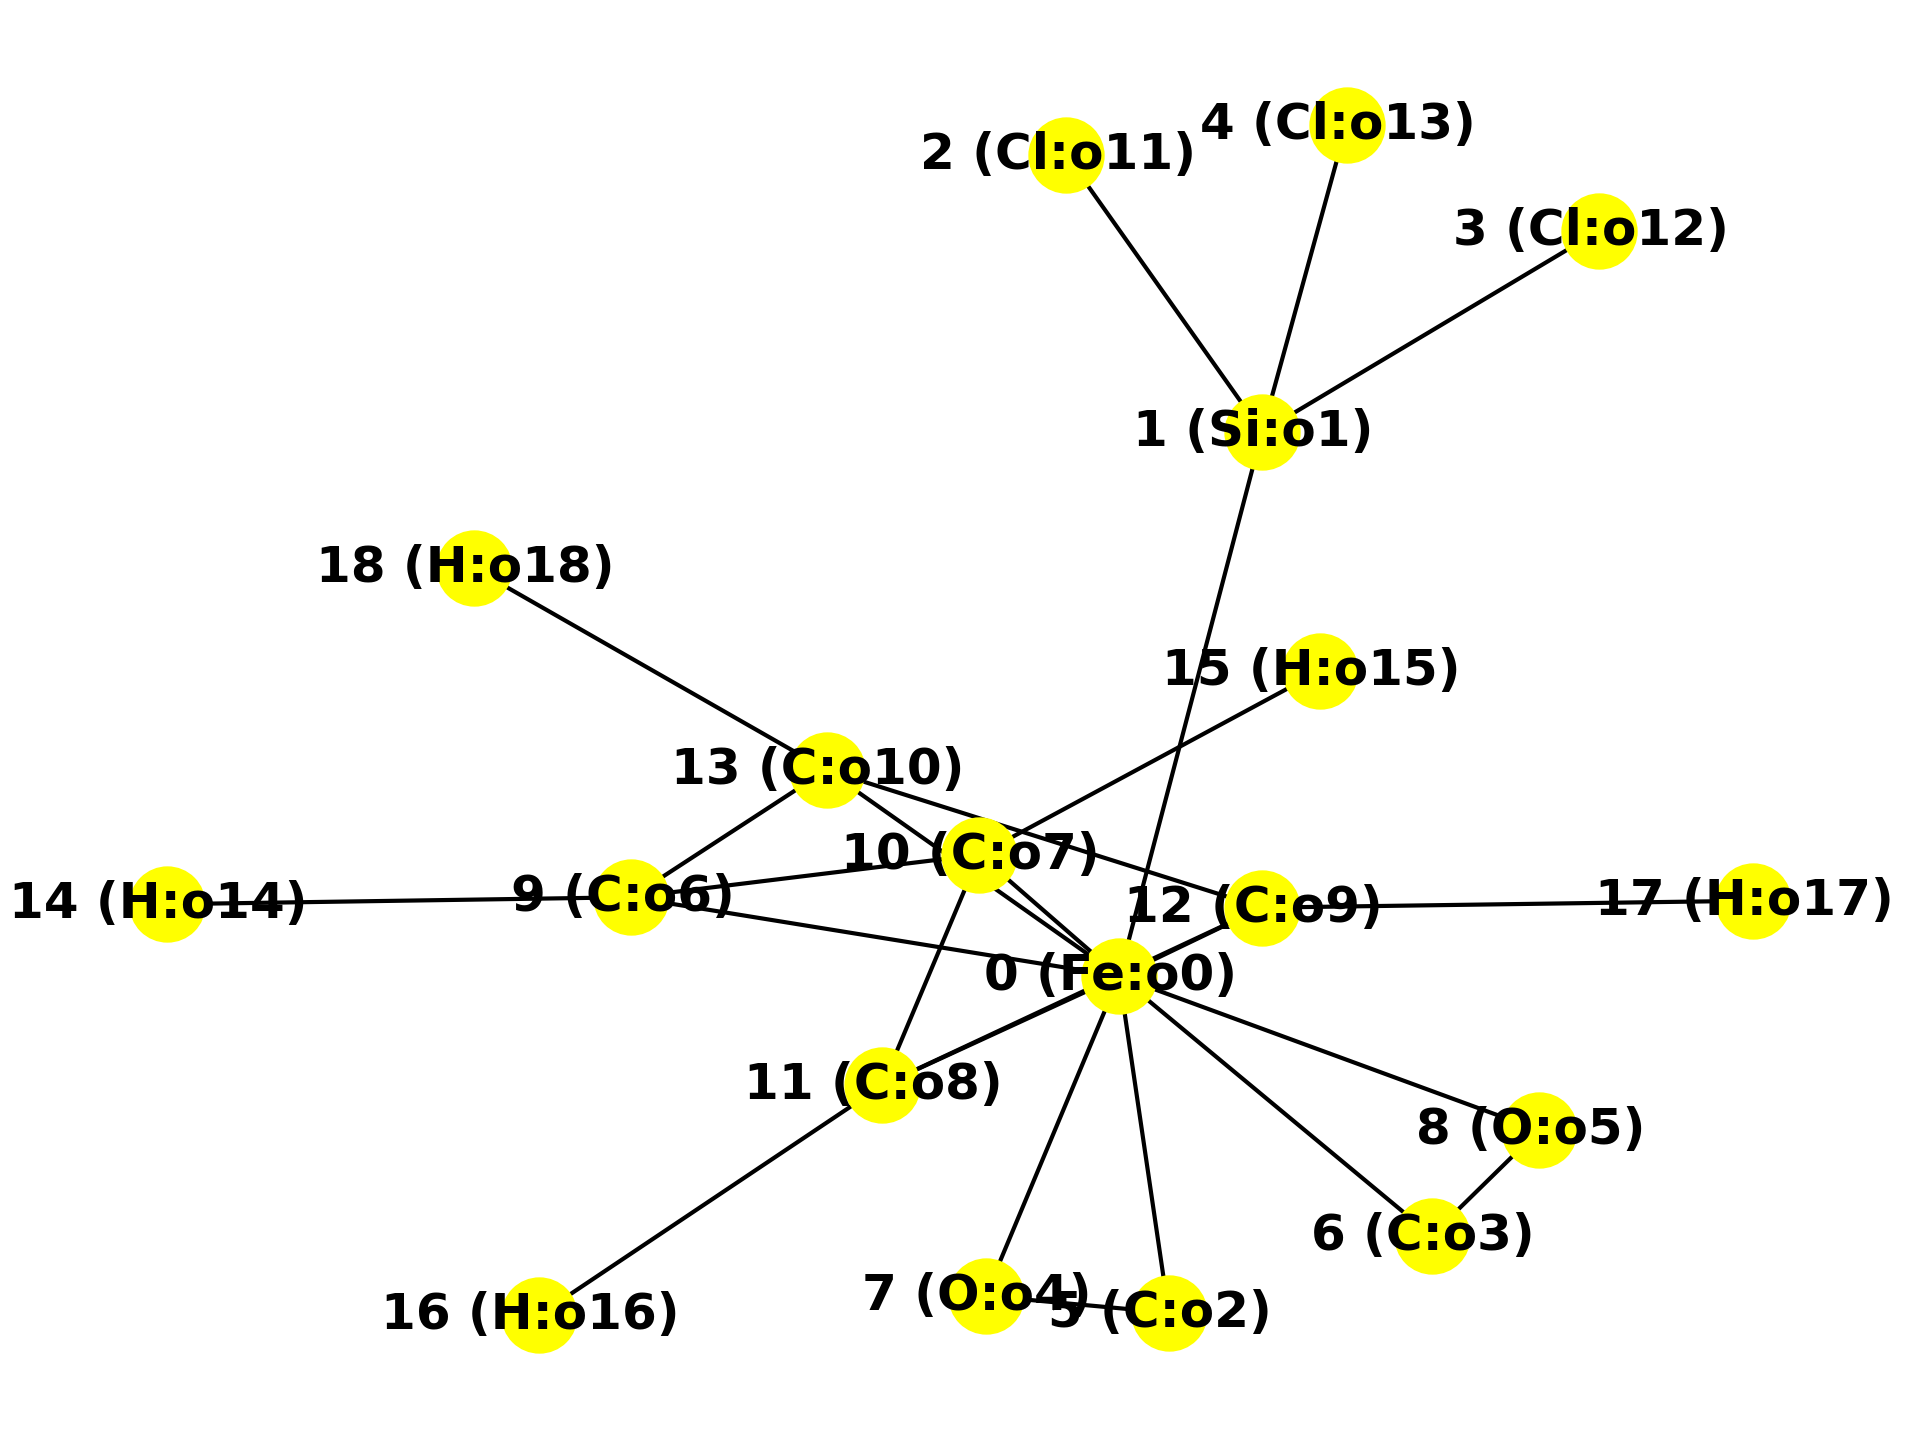 4 (Cl:o13)
2 (Cl:o11)
3 (Cl:o12)
1 (Si:o1)
18 (H:o18)
15 (H:o15)
13 (C:o10)
10 (C:o7)
9 (C:o6)
14 (H:o14)
12 (C:o9)
17 (H:o17)
0 (Fe:o0)
11 (C:o8)
8 (O:o5)
6 (C:o3)
7 (O:o4)
5 (C:o2)
16 (H:o16)